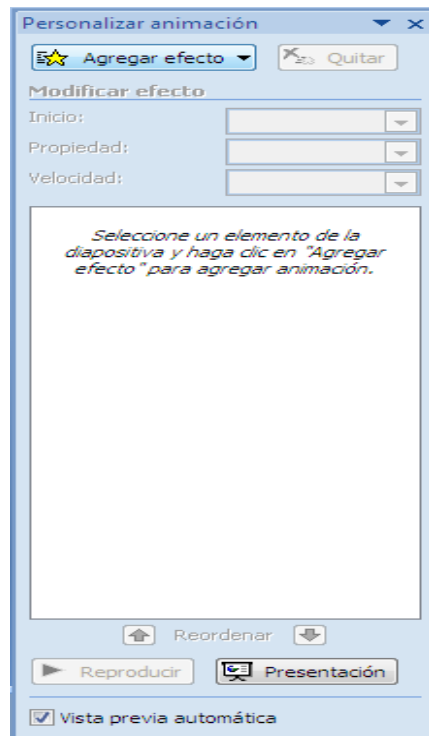 Personalizar animación
Agregar efecto
Quitar
Modificar efecto
Inicio:
Propiedad:
Velocidad:
Seleccione un elemento de la
diapositiva y haga clic en "Agregar
efecto" para agregar animación.
Reordenar
Reproducir
Presentación
Vista previa automática